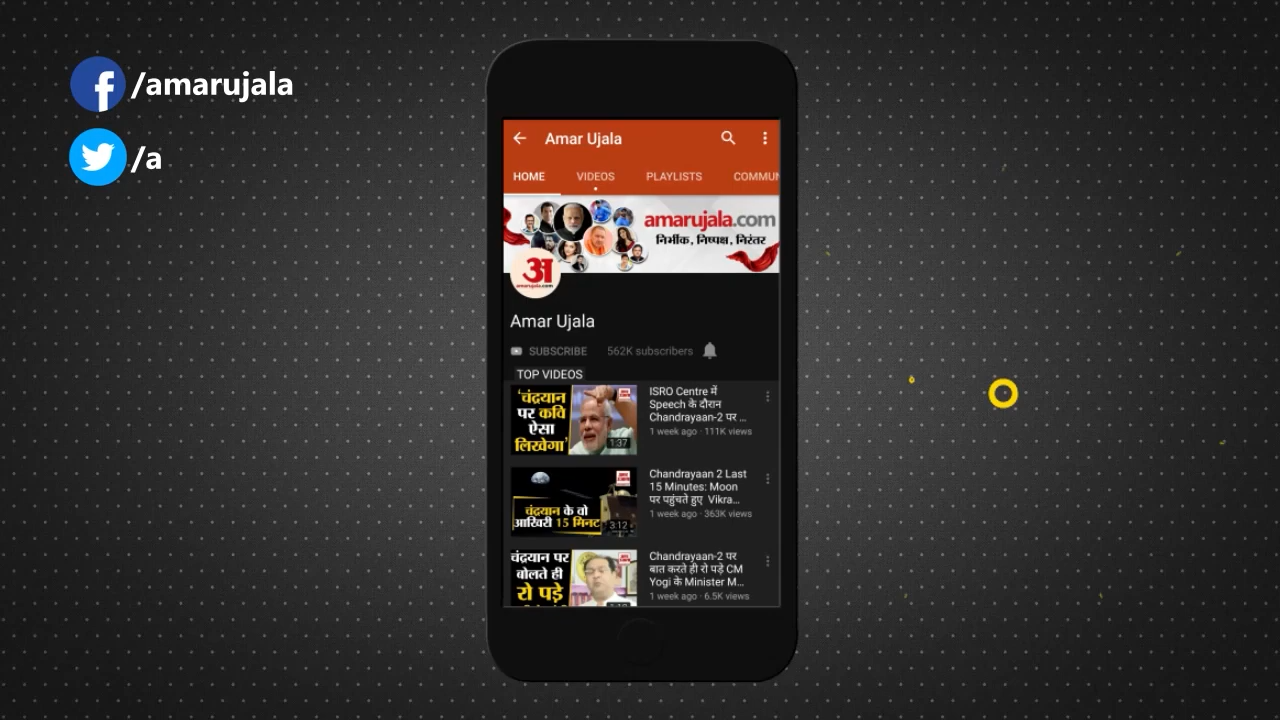 /amarujala
/a
Amar Ujala
HOME VIDEOS PLAYLISTS COMMUN
amarujala.com
निर्भीक, निष्पक्ष, निरंतर
अ
amarujala.com
Amar Ujala
SUBSCRIBE 562K subscribers
TOP VIDEOS
'चंद्रयान
पर कवि
ऐसा
लिखेगा'
1:37
ISRO Centre में
Speech के दौरान
Chandrayaan-2 पर ...
1 week ago · 111K views
चंद्रयान के वो
आखिरी 15 मिनट
3:12
Chandrayaan 2 Last
15 Minutes: Moon
पर पहुंचते हुए Vikra...
1 week ago · 363K views
चंद्रयान पर
बोलते ही
रो पड़े
Chandrayaan-2 पर
बात करते ही रो पड़े CM
Yogi के Minister M...
1 week ago · 6.5K views